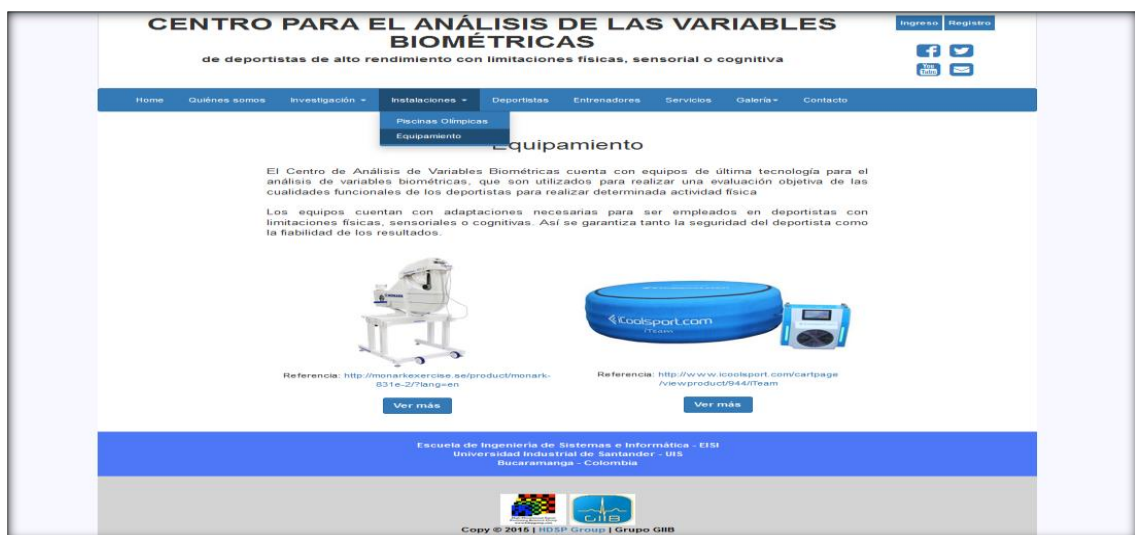 CENTRO PARA EL ANÁLISIS DE LAS VARIABLES
BIOMÉTRICAS
de deportistas de alto rendimiento con limitaciones físicas, sensorial o cognitiva
Ingreso Registro
You
Tube
Home Quiénes somos Investigación Instalaciones Deportistas Entrenadores Servicios Galería Contacto
Piscinas Olímpicas
Equipamiento
Equipamiento
El Centro de Análisis de Variables Biométricas cuenta con equipos de última tecnología para el
análisis de variables biométricas, que son utilizados para realizar una evaluación objetiva de las
cualidades funcionales de los deportistas para realizar determinada actividad física
Los equipos cuentan con adaptaciones necesarias para ser empleados en deportistas con
limitaciones físicas, sensoriales o cognitivas. Así se garantiza tanto la seguridad del deportista como
la fiabilidad de los resultados.
iCoolsport.com
iTeam
Referencia: http://monarkexercise.se/product/monark-
831e-2/?lang=en
Referencia: http://www.icoolsport.com/cartpage
/viewproduct/944/iTeam
Ver más
Ver más
Escuela de Ingeniería de Sistemas e Informática - EISI
Universidad Industrial de Santander - UIS
Bucaramanga - Colombia
GIIB
Copy © 2015 | HDSP Group | Grupo GIIB